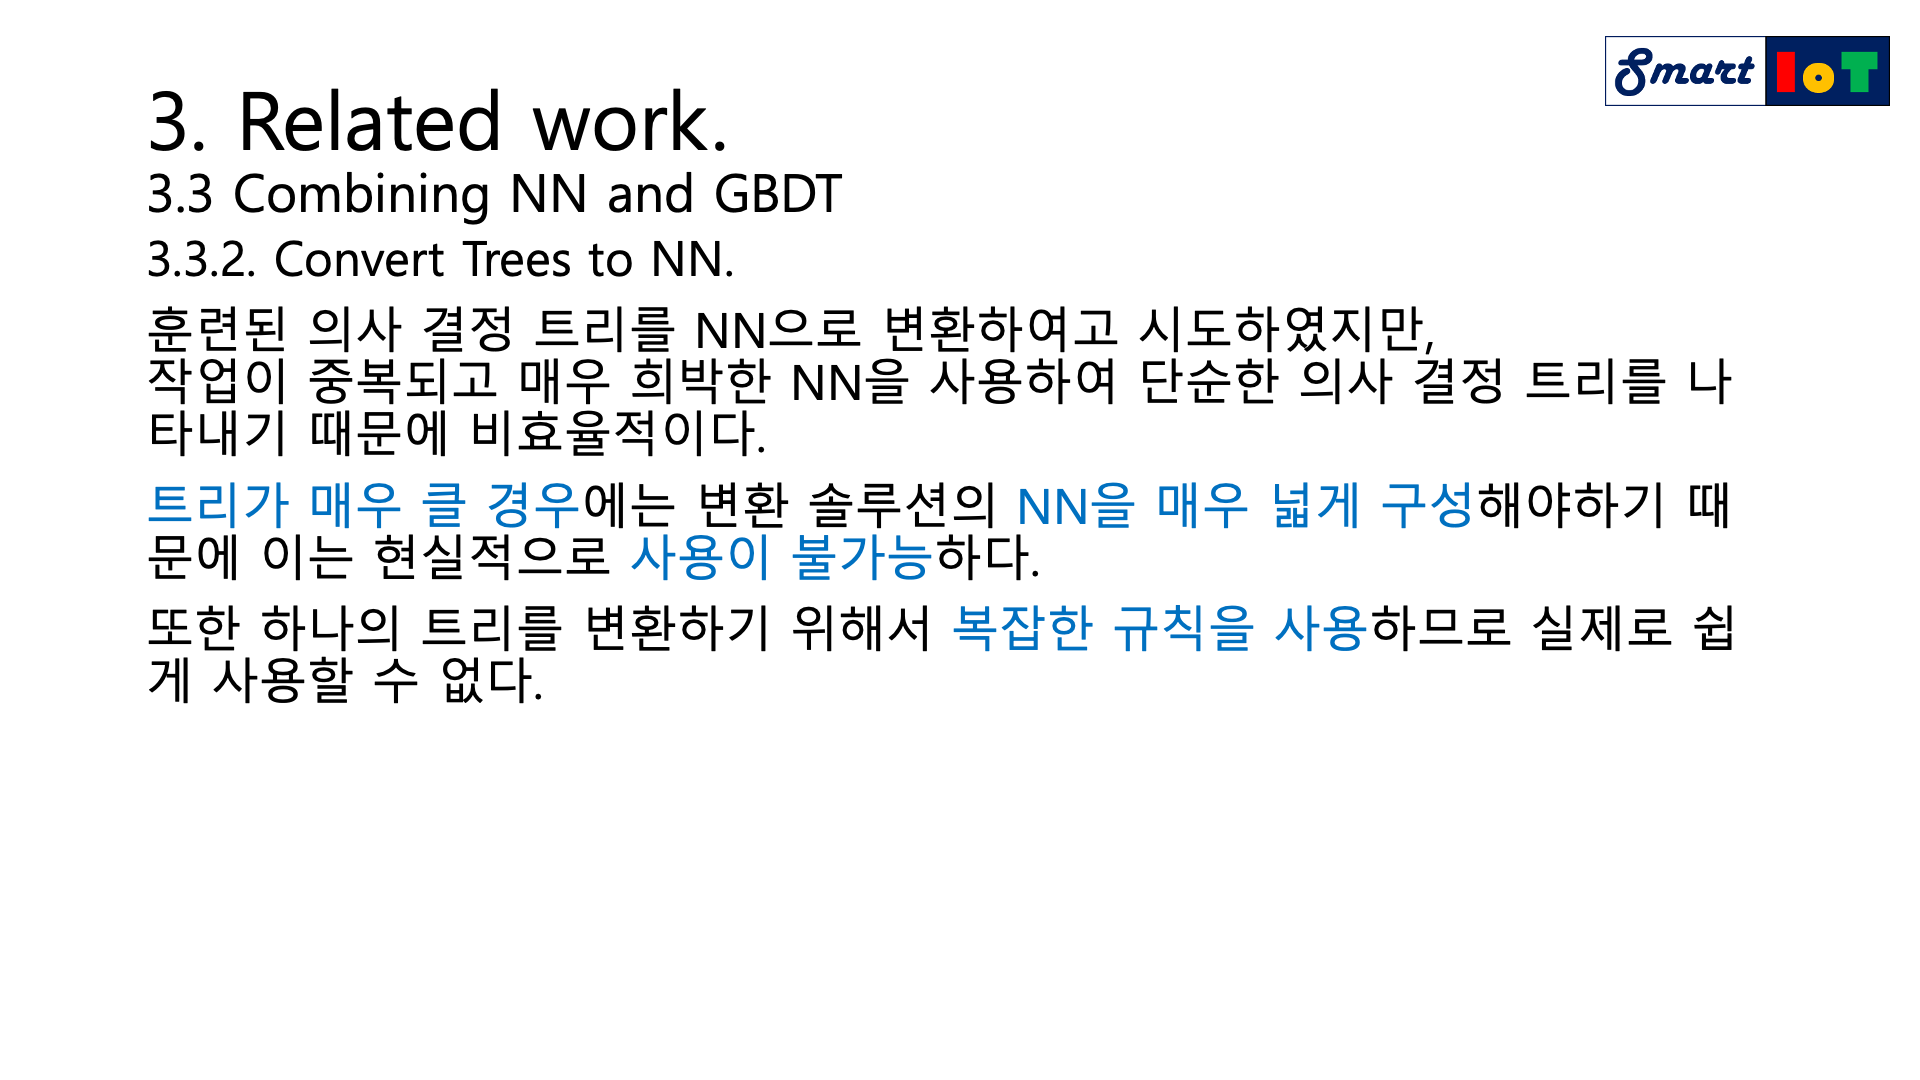 Smart IoT
3. Related work.
3.3 Combining NN and GBDT
3.3.2. Convert Trees to NN.
훈련된 의사 결정 트리를 NN으로 변환하여고 시도하였지만,
작업이 중복되고 매우 희박한 NN을 사용하여 단순한 의사 결정 트리를 나
타내기 때문에 비효율적이다.
트리가 매우 클 경우에는 변환 솔루션의 NN을 매우 넓게 구성해야하기 때
문에 이는 현실적으로 사용이 불가능하다.
또한 하나의 트리를 변환하기 위해서 복잡한 규칙을 사용하므로 실제로 쉽
게 사용할 수 없다.